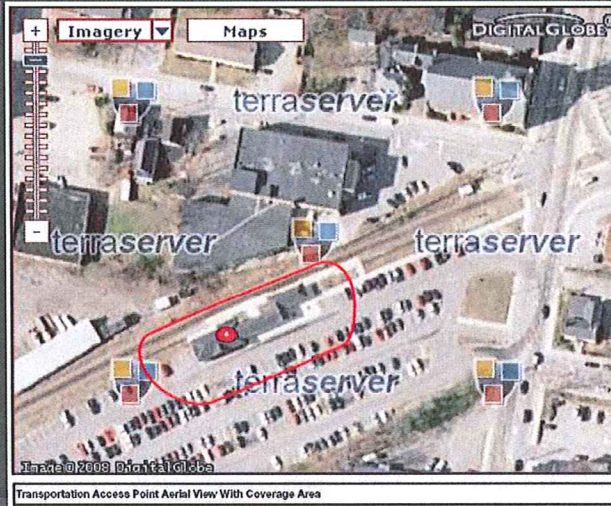 +
Imagery
Maps
DIGITALGLOBE
terraserver
terraserver
terraserver
terraserver
-
Image © 2008 DigitalGlobe
Transportation Access Point Aerial View With Coverage Area